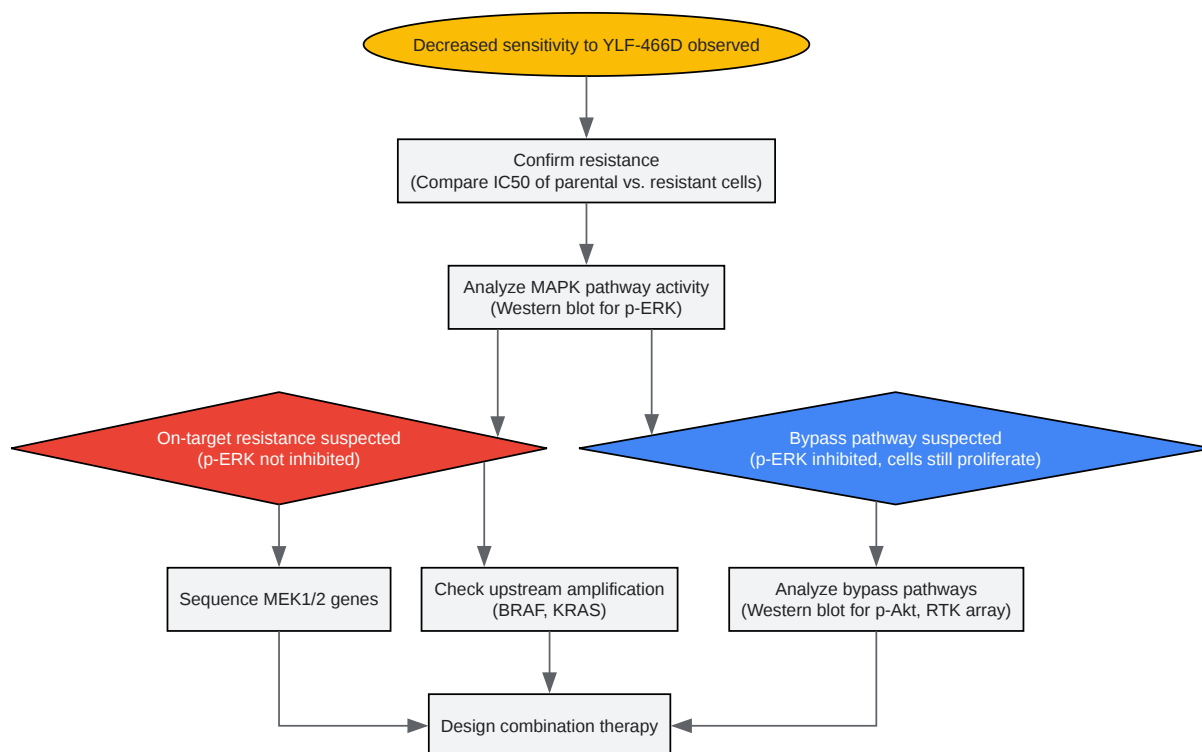 Decreased sensitivity to YLF-466D observed
Confirm resistance
(Compare IC50 of parental vs. resistant cells)
Analyze MAPK pathway activity
(Western blot for p-ERK)
On-target resistance suspected
(p-ERK not inhibited)
Bypass pathway suspected
(p-ERK inhibited, cells still proliferate)
Sequence MEK1/2 genes
Check upstream amplification
(BRAF, KRAS)
Analyze bypass pathways
(Western blot for p-Akt, RTK array)
Design combination therapy